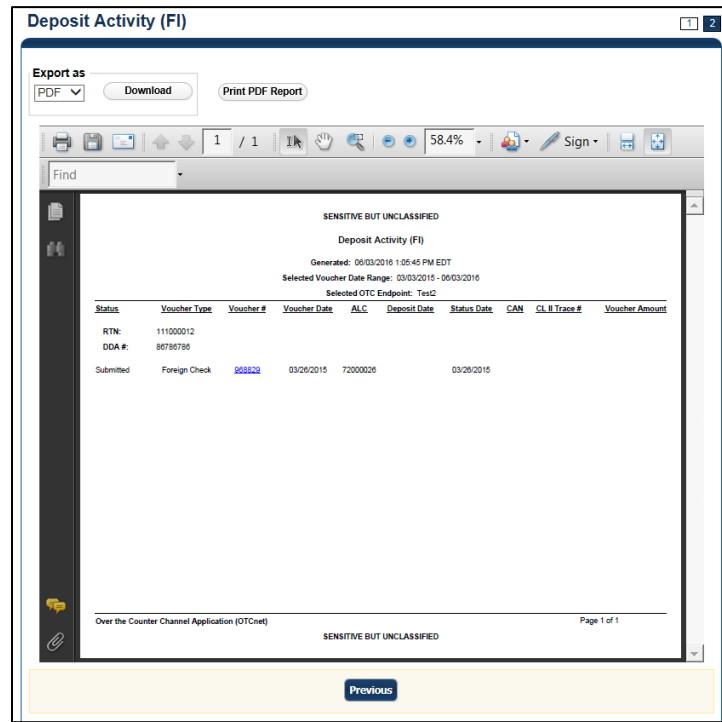 Deposit Activity (FI)
1 2
Export as
PDF Download Print PDF Report
1 / 1 58.4% Sign
Find
SENSITIVE BUT UNCLASSIFIED
Deposit Activity (FI)
Generated: 06/03/2016 1:05:45 PM EDT
Selected Voucher Date Range: 03/03/2015 - 06/03/2016
Selected OTC Endpoint: Test2
Status Voucher Type Voucher # Voucher Date ALC Deposit Date Status Date CAN CL II Trace # Voucher Amount
RTN: 111000012
DDA #: 86786786
Submitted Foreign Check 968829 03/26/2015 72000026 03/26/2015
Over the Counter Channel Application (OTCnet) Page 1 of 1
SENSITIVE BUT UNCLASSIFIED
Previous